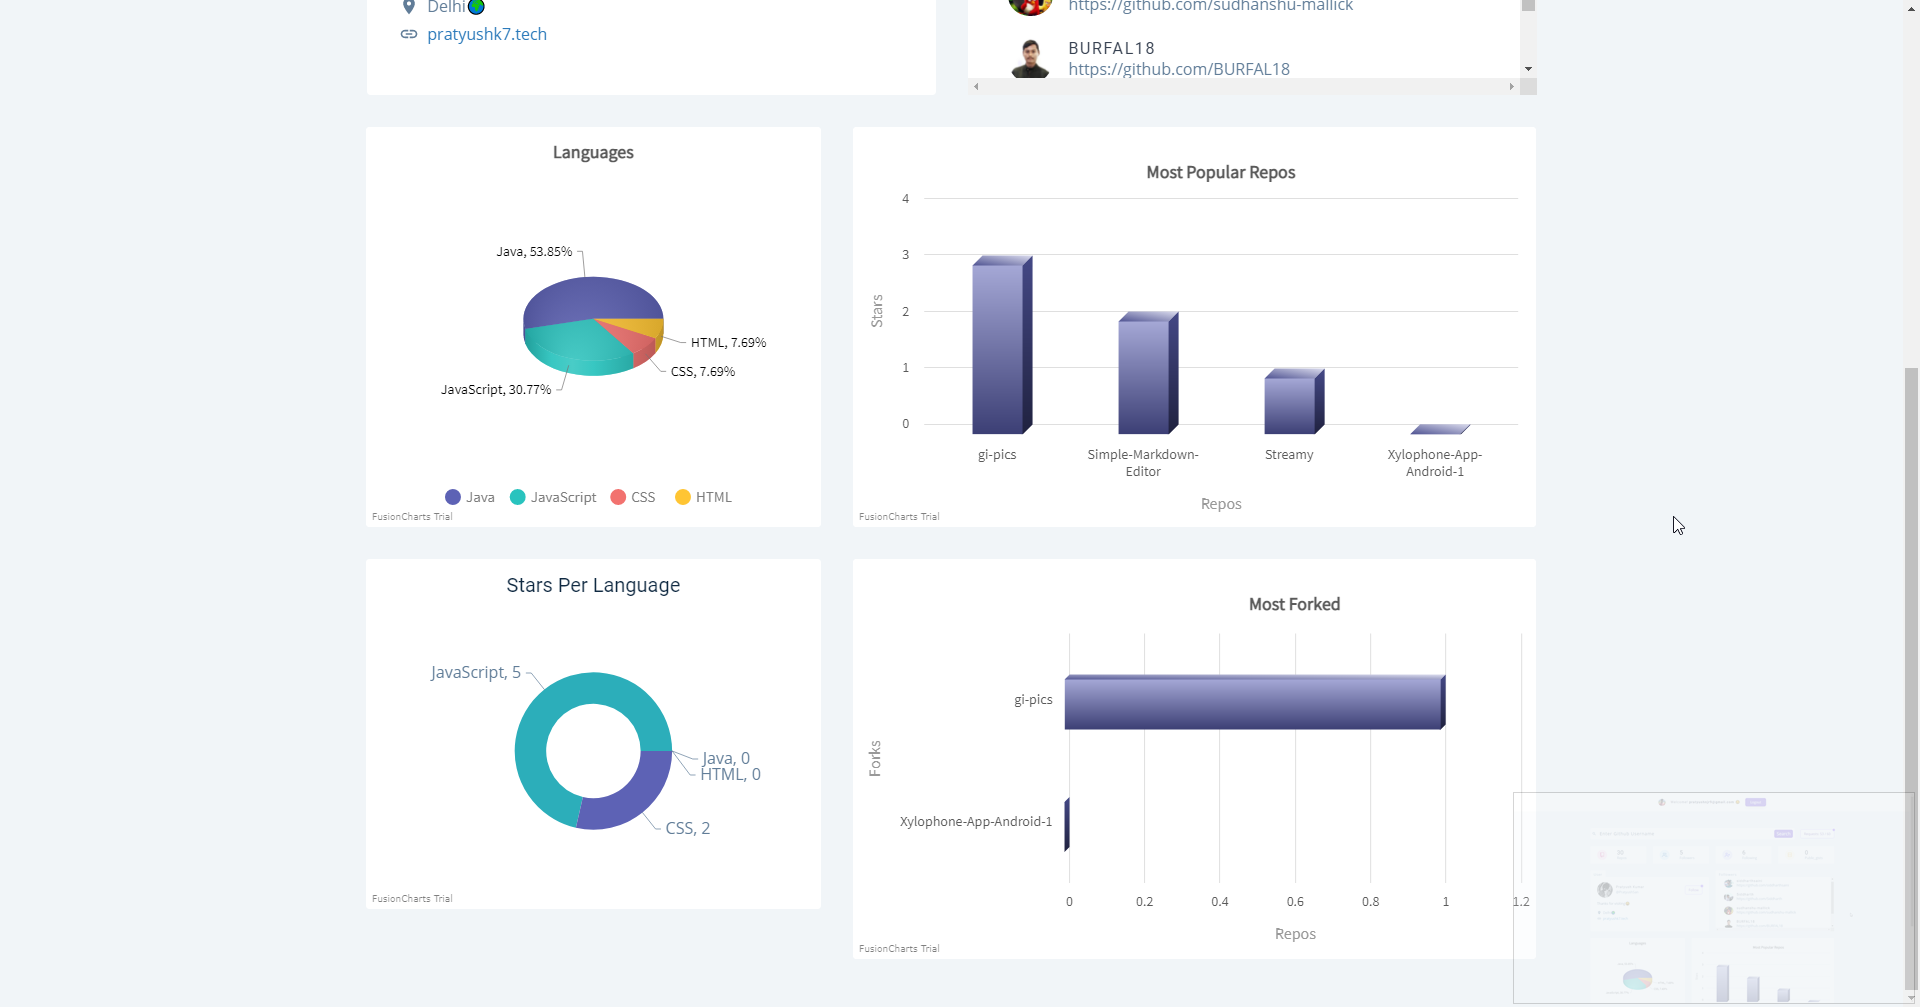 Delhi
pratyushk7.tech
https://github.com/sudhanshu-mallick
BURFAL18
https://github.com/BURFAL18
Languages
Java, 53.85%
HTML, 7.69%
CSS, 7.69%
JavaScript, 30.77%
Java JavaScript CSS HTML
FusionCharts Trial
Most Popular Repos
4
3
2
1
0
Stars
gi-pics
Simple-Markdown-
Editor
Streamy
Xylophone-App-
Android-1
Repos
FusionCharts Trial
Stars Per Language
JavaScript, 5
Java, 0
HTML, 0
CSS, 2
FusionCharts Trial
Most Forked
Forks
gi-pics
Xylophone-App-Android-1
0 0.2 0.4 0.6 0.8 1 1.2
Repos
FusionCharts Trial